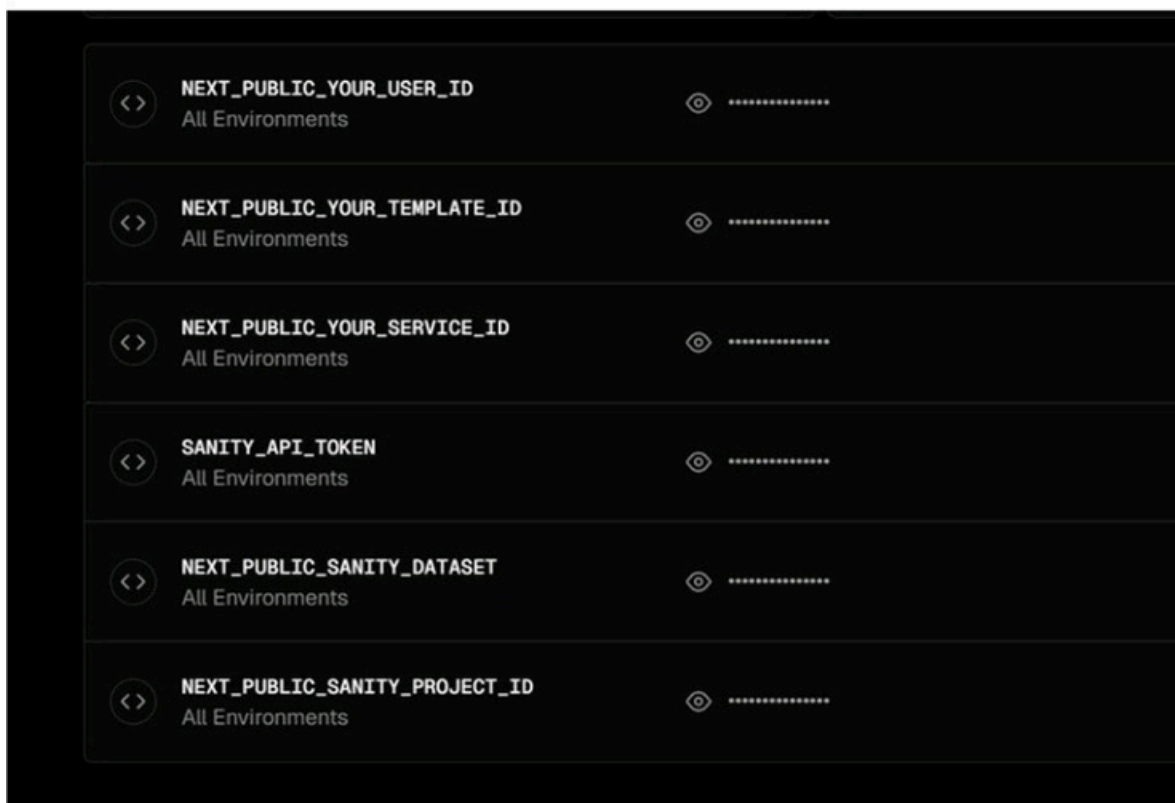 NEXT_PUBLIC_YOUR_USER_ID
All Environments
NEXT_PUBLIC_YOUR_TEMPLATE_ID
All Environments
NEXT_PUBLIC_YOUR_SERVICE_ID
All Environments
SANITY_API_TOKEN
All Environments
NEXT_PUBLIC_SANITY_DATASET
All Environments
NEXT_PUBLIC_SANITY_PROJECT_ID
All Environments